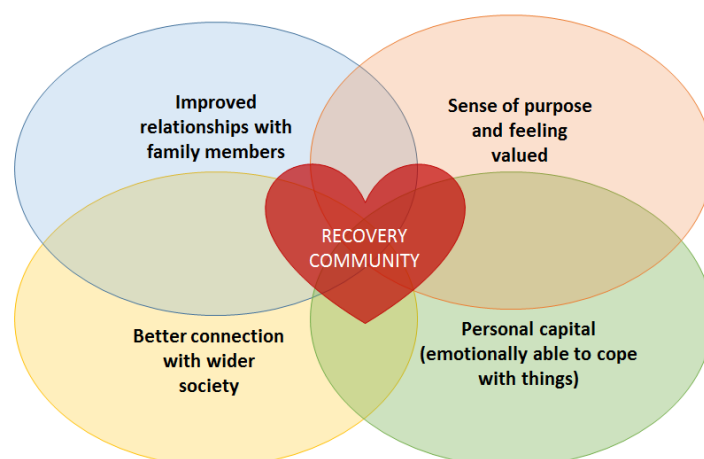 Improved
relationships with
family members
Sense of purpose
and feeling
valued
RECOVERY
COMMUNITY
Better connection
with wider
society
Personal capital
(emotionally able to cope
with things)